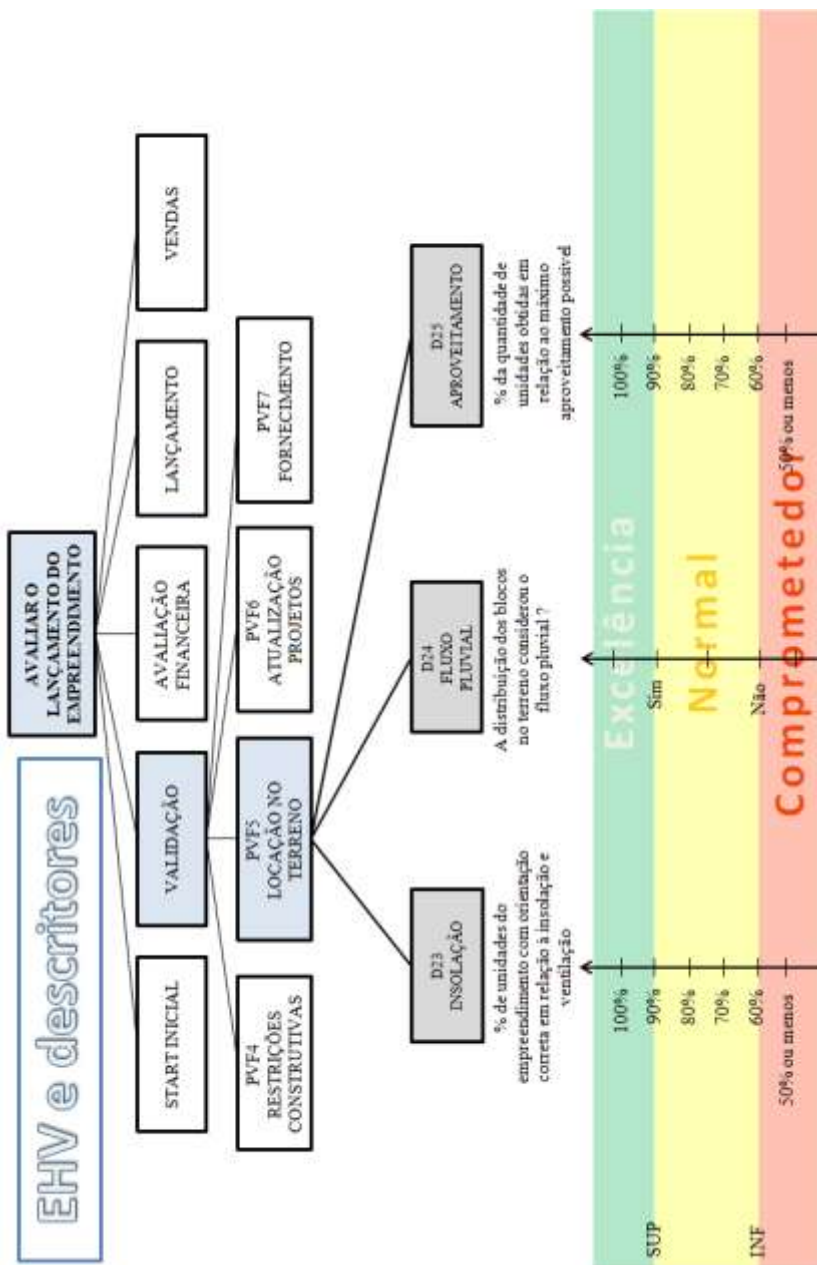 EHV e descritores
AVALIAR O
LANÇAMENTO DO
EMPREENDIMENTO
START INICIAL
VALIDAÇÃO
AVALIAÇÃO
FINANCEIRA
LANÇAMENTO
VENDAS
PVF4
RESTRIÇÕES
CONSTRUTIVAS
PVF5
LOCAÇÃO NO
TERRENO
PVF6
ATUALIZAÇÃO
PROJETOS
PVF7
FORNECIMENTO
D23
INSOLAÇÃO
% de unidades do
empreendimento com orientação
correta em relação à insolação e
ventilação
D24
FLUXO
PLUVIAL
A distribuição dos blocos
no terreno considerou o
fluxo pluvial ?
D25
APROVEITAMENTO
% da quantidade de
unidades obtidas em
relação ao máximo
aproveitamento possível
SUP
INF
100%
90%
80%
70%
60%
50% ou menos
Excelência
Sim
Normal
Não
Comprometedor
100%
90%
80%
70%
60%
50% ou menos